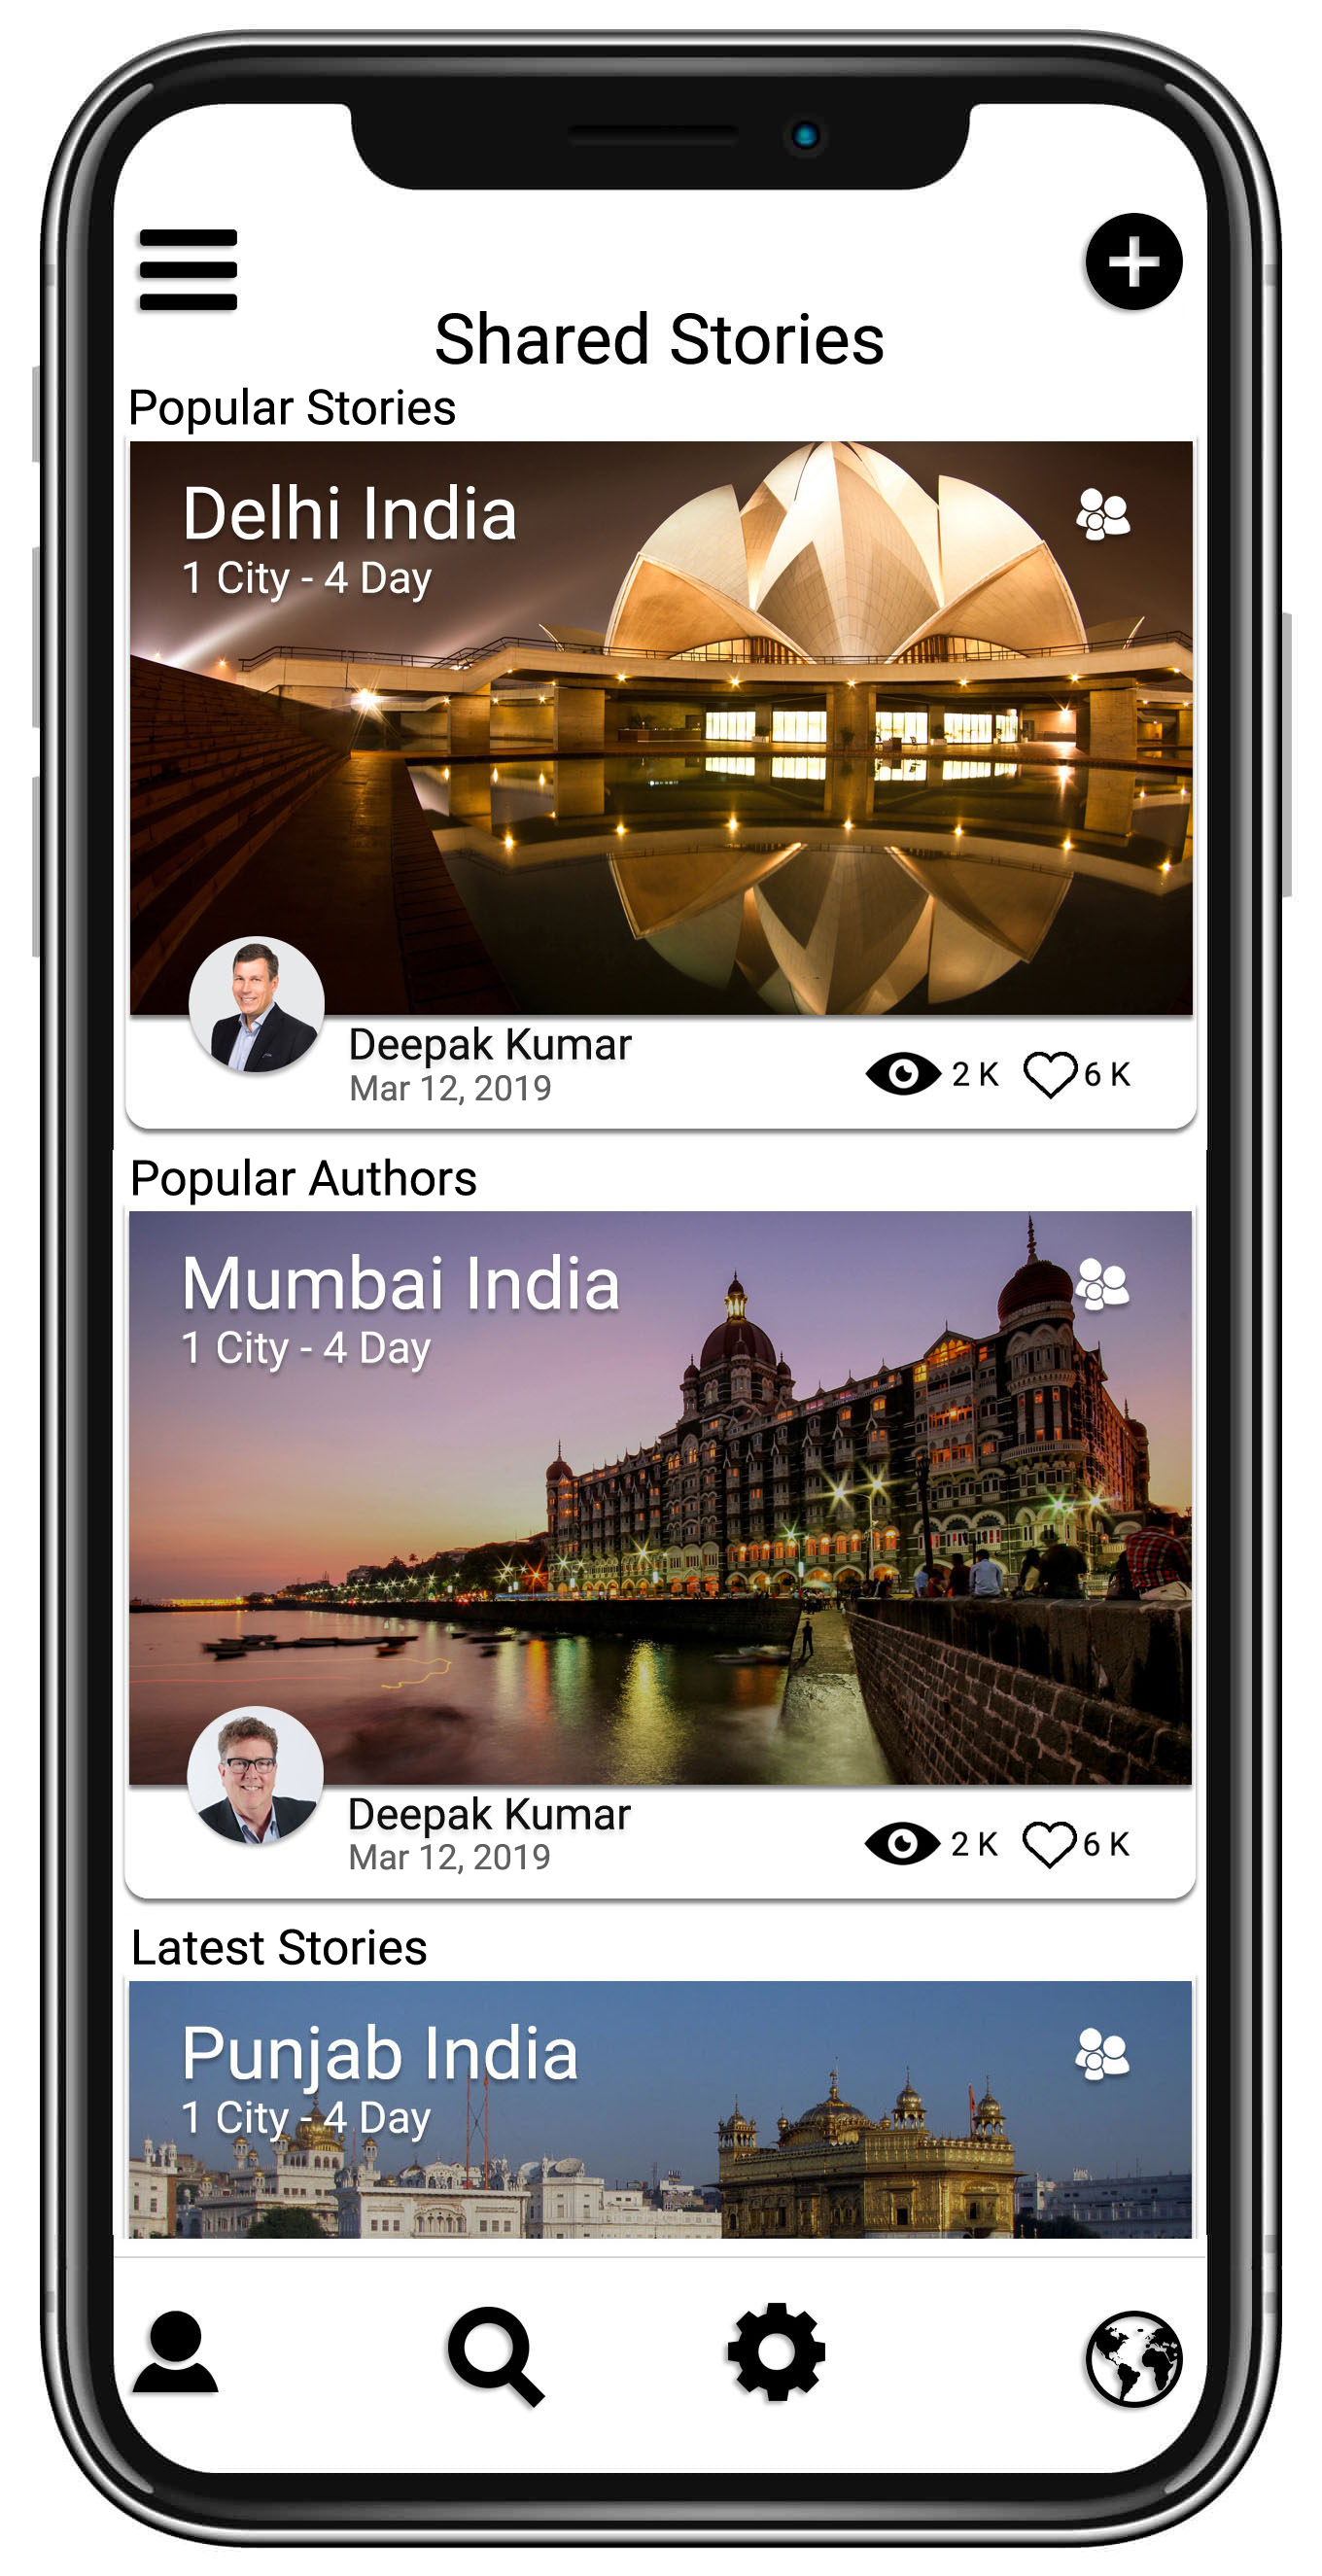 Shared Stories
Popular Stories
Delhi India
1 City - 4 Day
Deepak Kumar
Mar 12, 2019
2 K
6 K
Popular Authors
Mumbai India
1 City - 4 Day
Deepak Kumar
Mar 12, 2019
2 K
6 K
Latest Stories
Punjab India
1 City - 4 Day